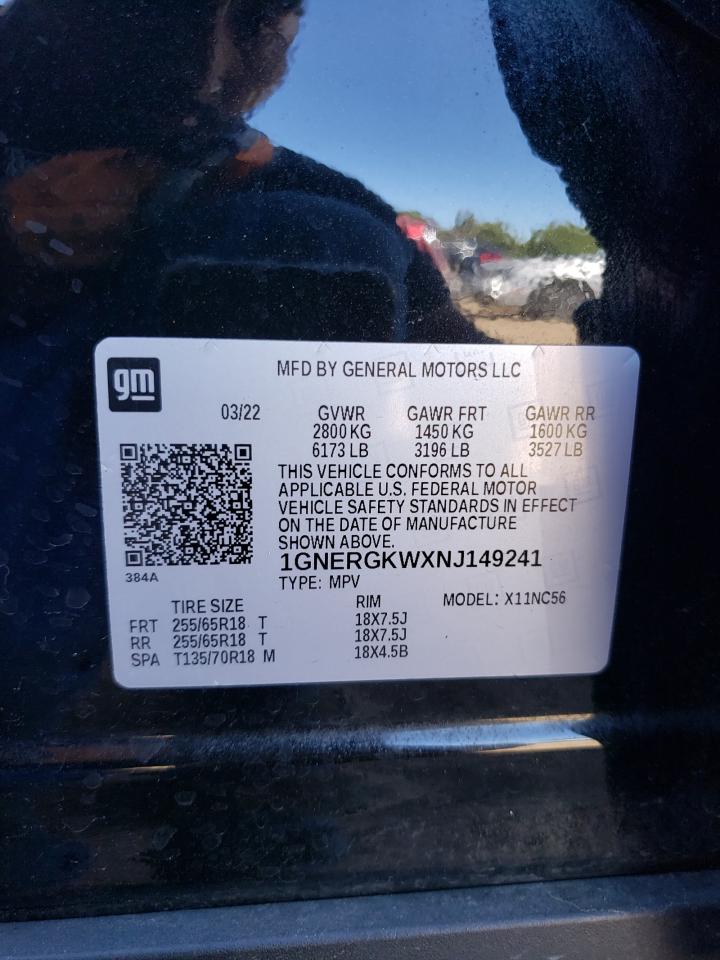 gm
MFD BY GENERAL MOTORS LLC
03/22 GVWR GAWR FRT GAWR RR
2800 KG 1450 KG 1600 KG
6173 LB 3196 LB 3527 LB
THIS VEHICLE CONFORMS TO ALL
APPLICABLE U.S. FEDERAL MOTOR
VEHICLE SAFETY STANDARDS IN EFFECT
ON THE DATE OF MANUFACTURE
SHOWN ABOVE.
1GNERGKWXNJ149241
384A
TYPE: MPV
TIRE SIZE RIM MODEL: X11NC56
FRT 255/65R18 T 18X7.5J
RR 255/65R18 T 18X7.5J
SPA T135/70R18 M 18X4.5B